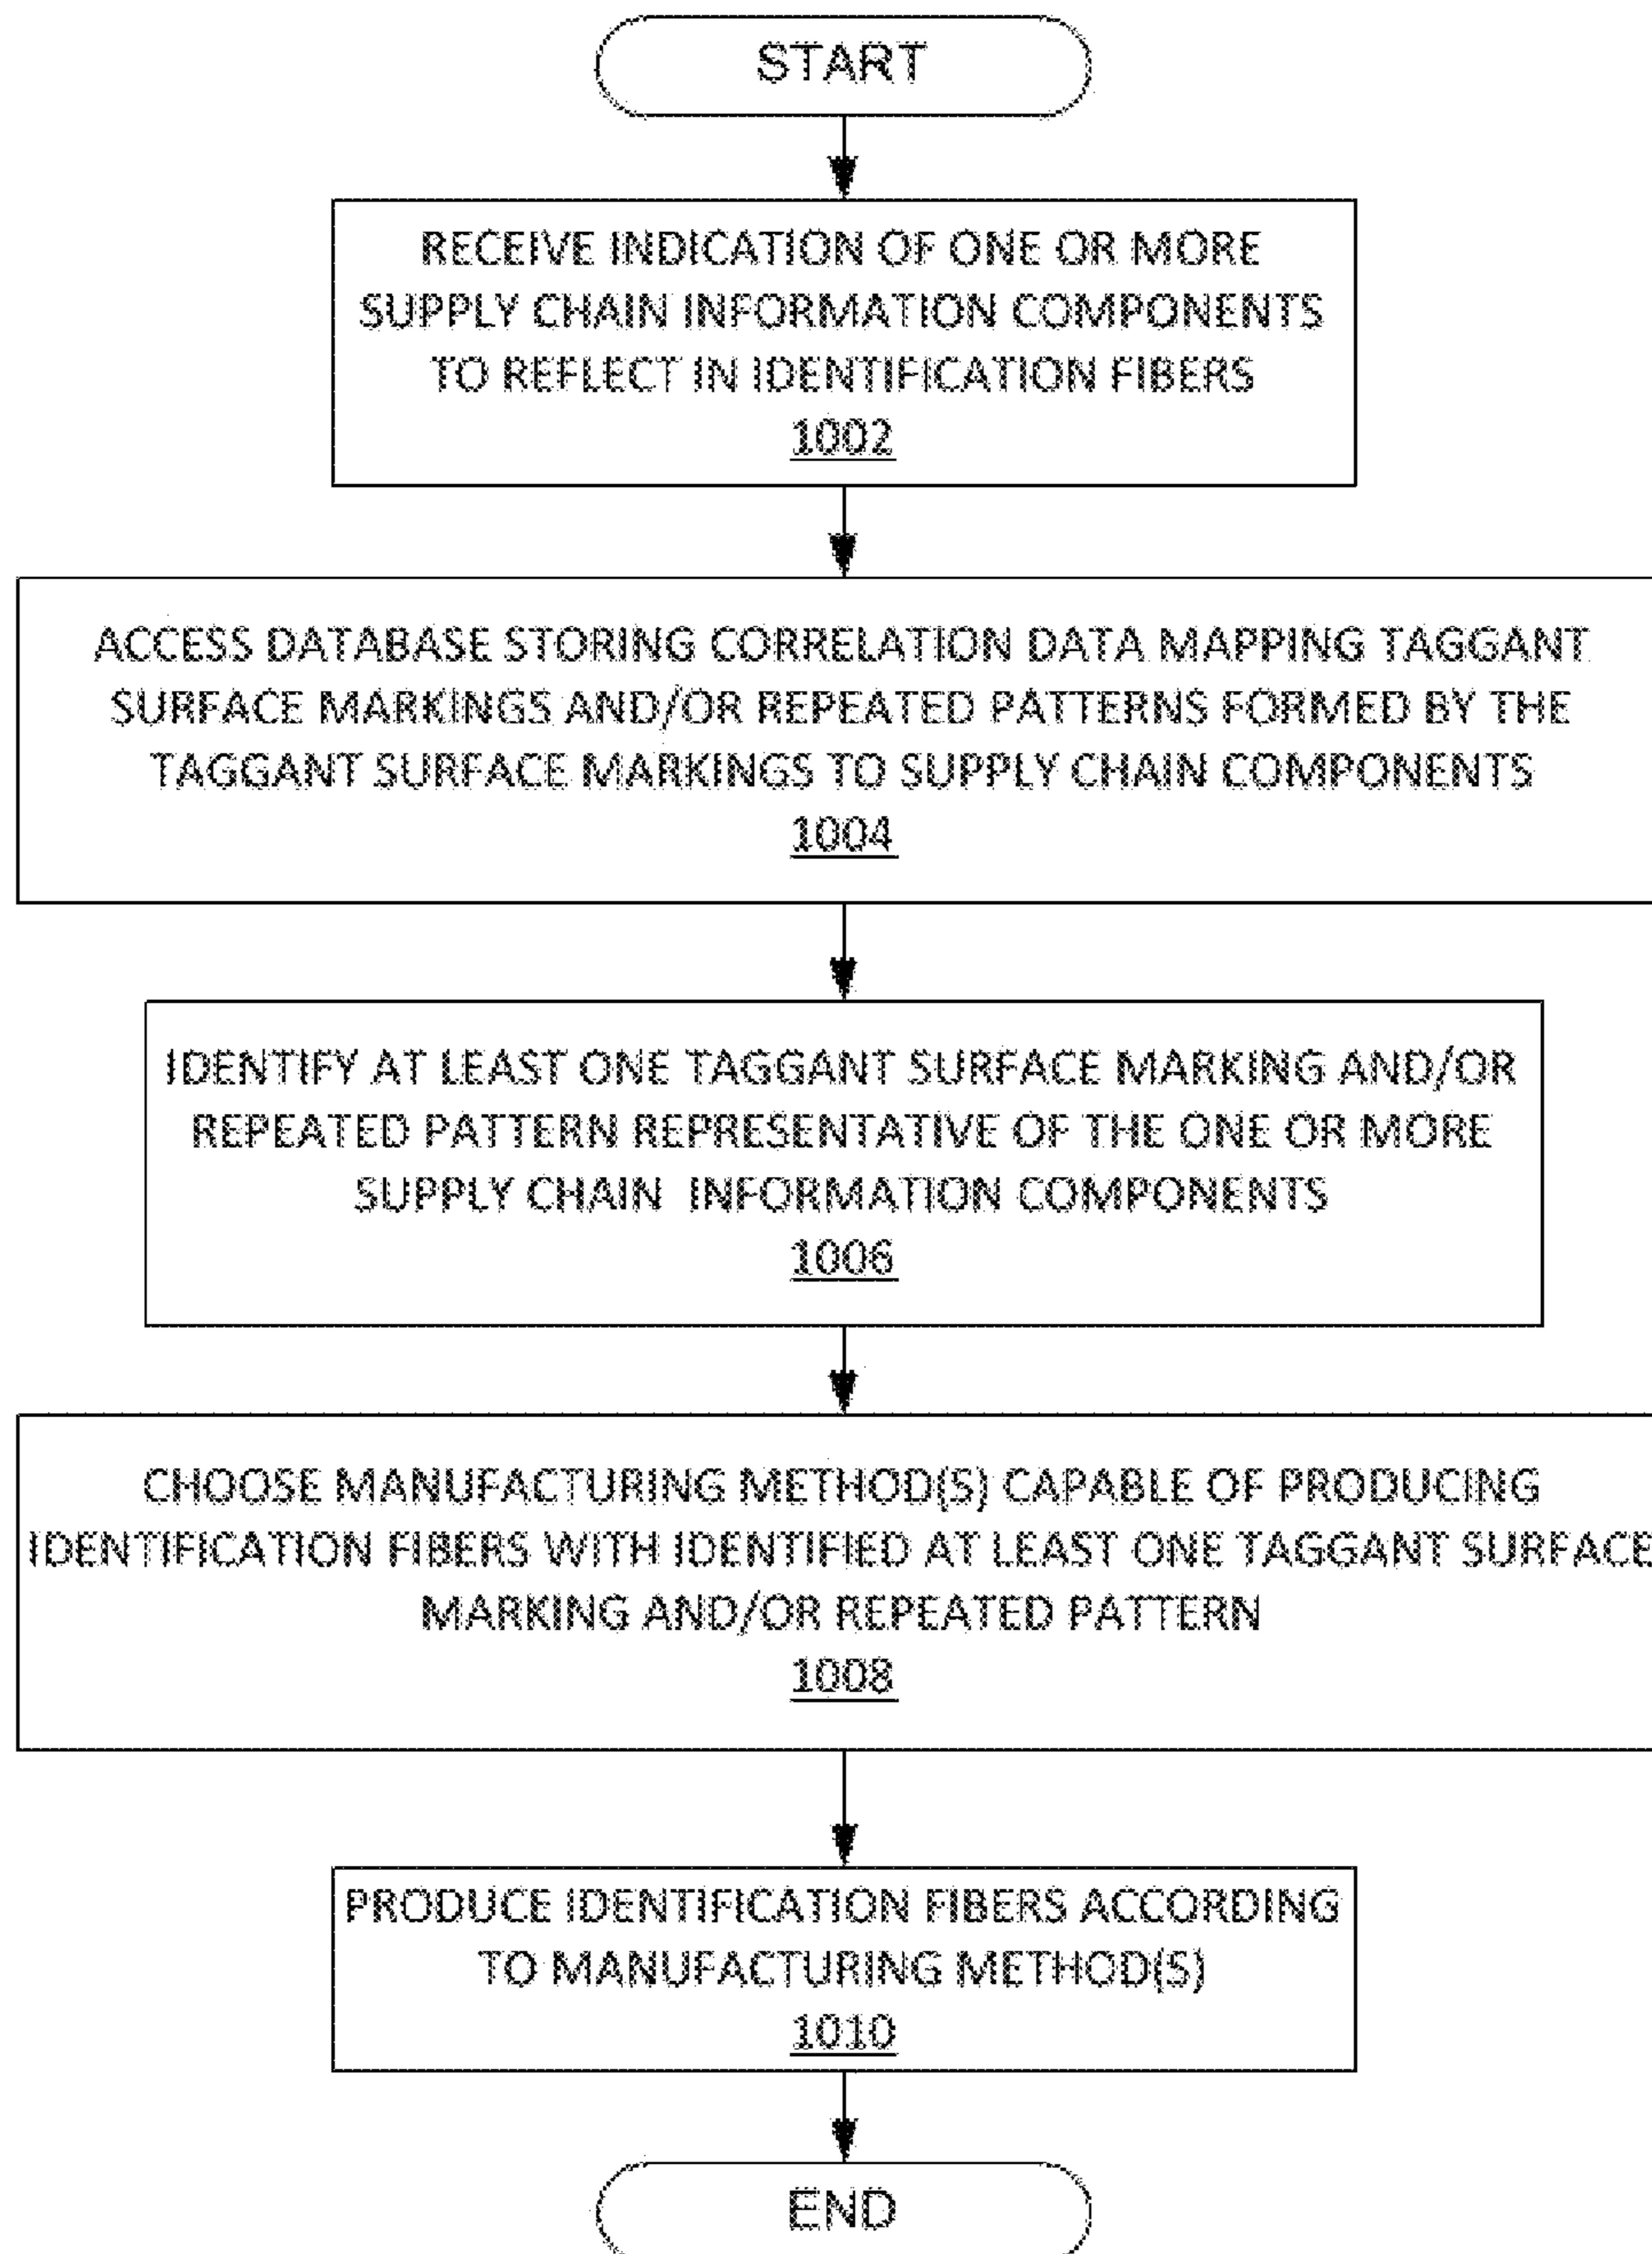 START
RECEIVE INDICATION OF ONE OR MORE
SUPPLY CHAIN INFORMATION COMPONENTS
TO REFLECT IN IDENTIFICATION FIBERS
1002
ACCESS DATABASE STORING CORRELATION DATA MAPPING TAGGANT
SURFACE MARKINGS AND/OR REPEATED PATTERNS FORMED BY THE
TAGGANT SURFACE MARKINGS TO SUPPLY CHAIN COMPONENTS
1004
IDENTIFY AT LEAST ONE TAGGANT SURFACE MARKING AND/OR
REPEATED PATTERN REPRESENTATIVE OF THE ONE OR MORE
SUPPLY CHAIN INFORMATION COMPONENTS
1006
CHOOSE MANUFACTURING METHOD(S) CAPABLE OF PRODUCING
IDENTIFICATION FIBERS WITH IDENTIFIED AT LEAST ONE TAGGANT SURFACE
MARKING AND/OR REPEATED PATTERN
1008
PRODUCE IDENTIFICATION FIBERS ACCORDING
TO MANUFACTURING METHOD(S)
1010
END